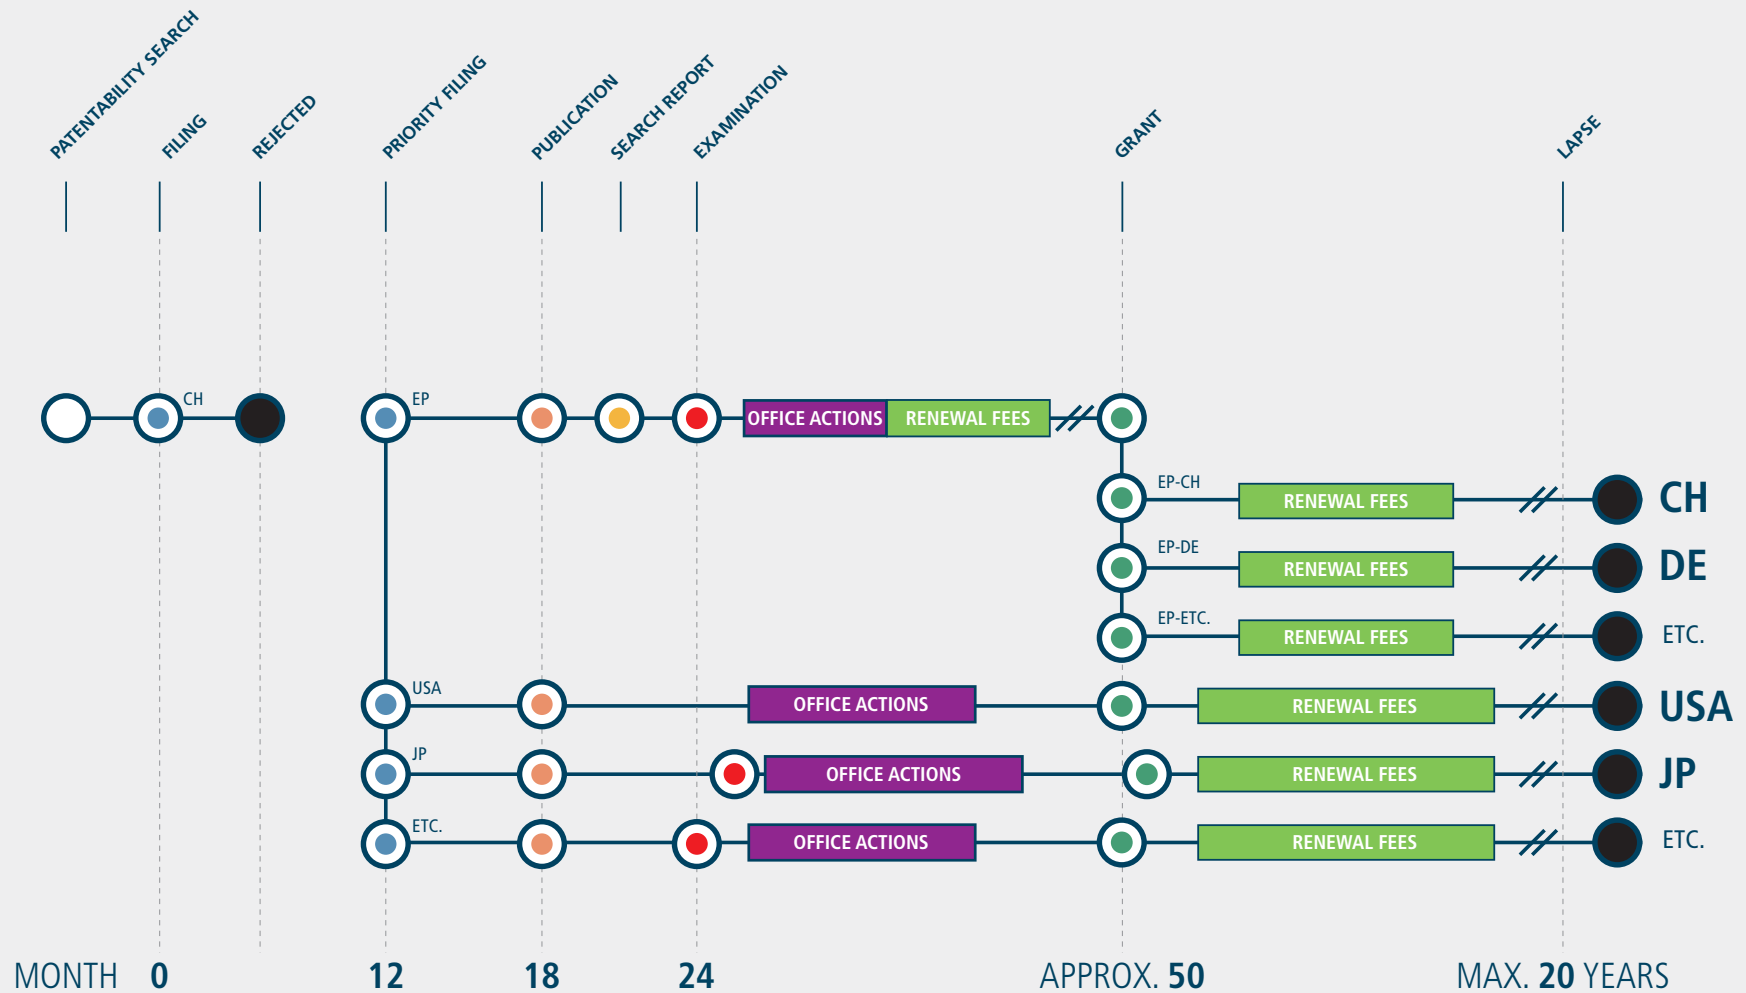 PATENTABILITY SEARCH
FILING
REJECTED
PRIORITY FILING
PUBLICATION
SEARCH REPORT
EXAMINATION
GRANT
LAPSE
CH
EP
OFFICE ACTIONS
RENEWAL FEES
EP-CH
RENEWAL FEES
CH
EP-DE
RENEWAL FEES
DE
EP-ETC.
RENEWAL FEES
ETC.
USA
OFFICE ACTIONS
RENEWAL FEES
USA
JP
OFFICE ACTIONS
RENEWAL FEES
JP
ETC.
OFFICE ACTIONS
RENEWAL FEES
ETC.
MONTH 0 12 18 24 APPROX. 50 MAX. 20 YEARS